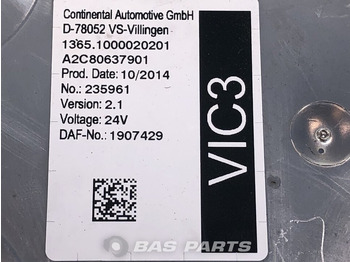 Continental Automotive GmbH
D-78052 VS-Villingen
1365.1000020201
A2C80637901
Prod. Date: 10/2014
No.: 235961
Version: 2.1
Voltage: 24V
DAF-No.: 1907429
VIC3
BAS PARTS